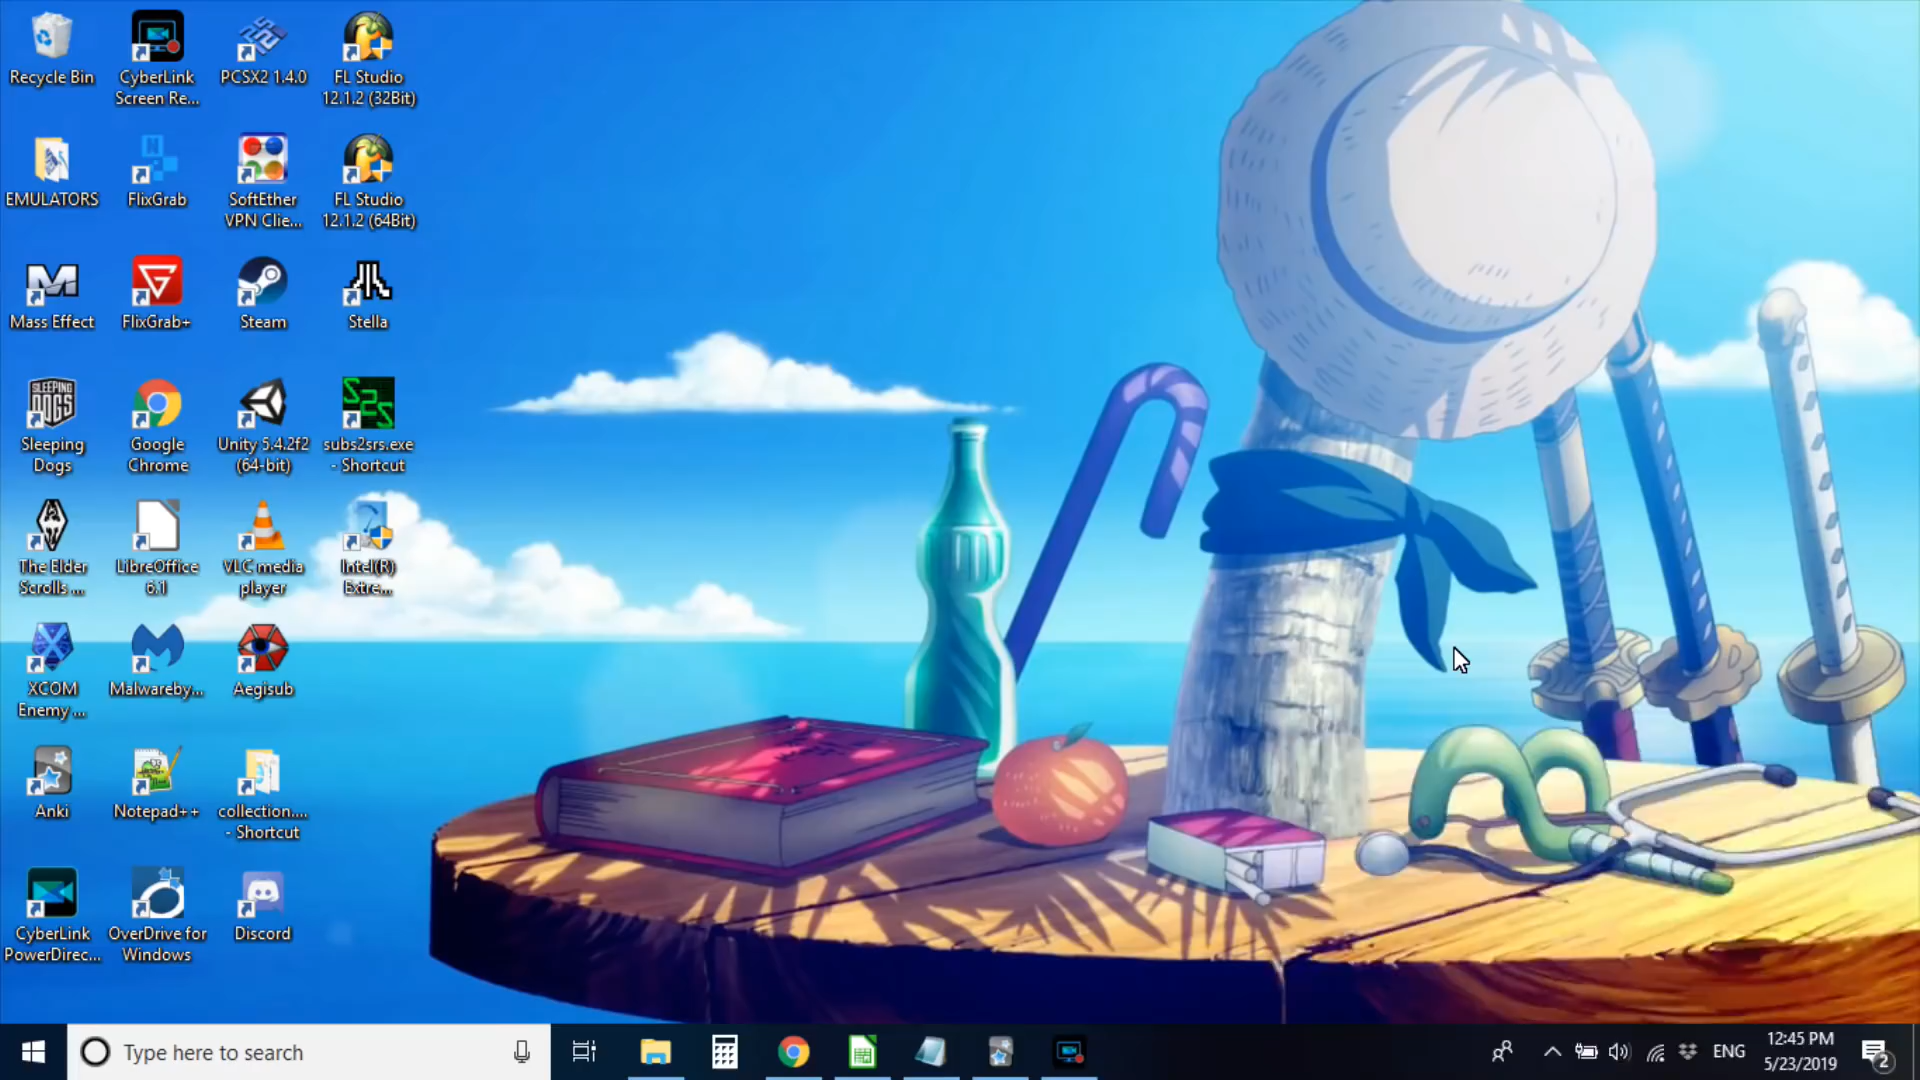 Recycle Bin
CyberLink
Screen Re...
PCSX2 1.4.0
FL Studio
12.1.2 (32Bit)
EMULATORS
FlixGrab
SoftEther
VPN Clie...
FL Studio
12.1.2 (64Bit)
Mass Effect
FlixGrab+
Steam
Stella
SLEEPING
DOGS
Sleeping
Dogs
Google
Chrome
Unity 5.4.2f2
(64-bit)
S2S
subs2srs.exe
- Shortcut
The Elder
Scrolls ...
LibreOffice
6.1
VLC media
player
Intel(R)
Extre...
XCOM
Enemy ...
Malwareby...
Aegisub
Anki
Notepad++
collection....
- Shortcut
CyberLink
PowerDirec...
OverDrive for
Windows
Discord
Type here to search
ENG
12:45 PM
5/23/2019
2